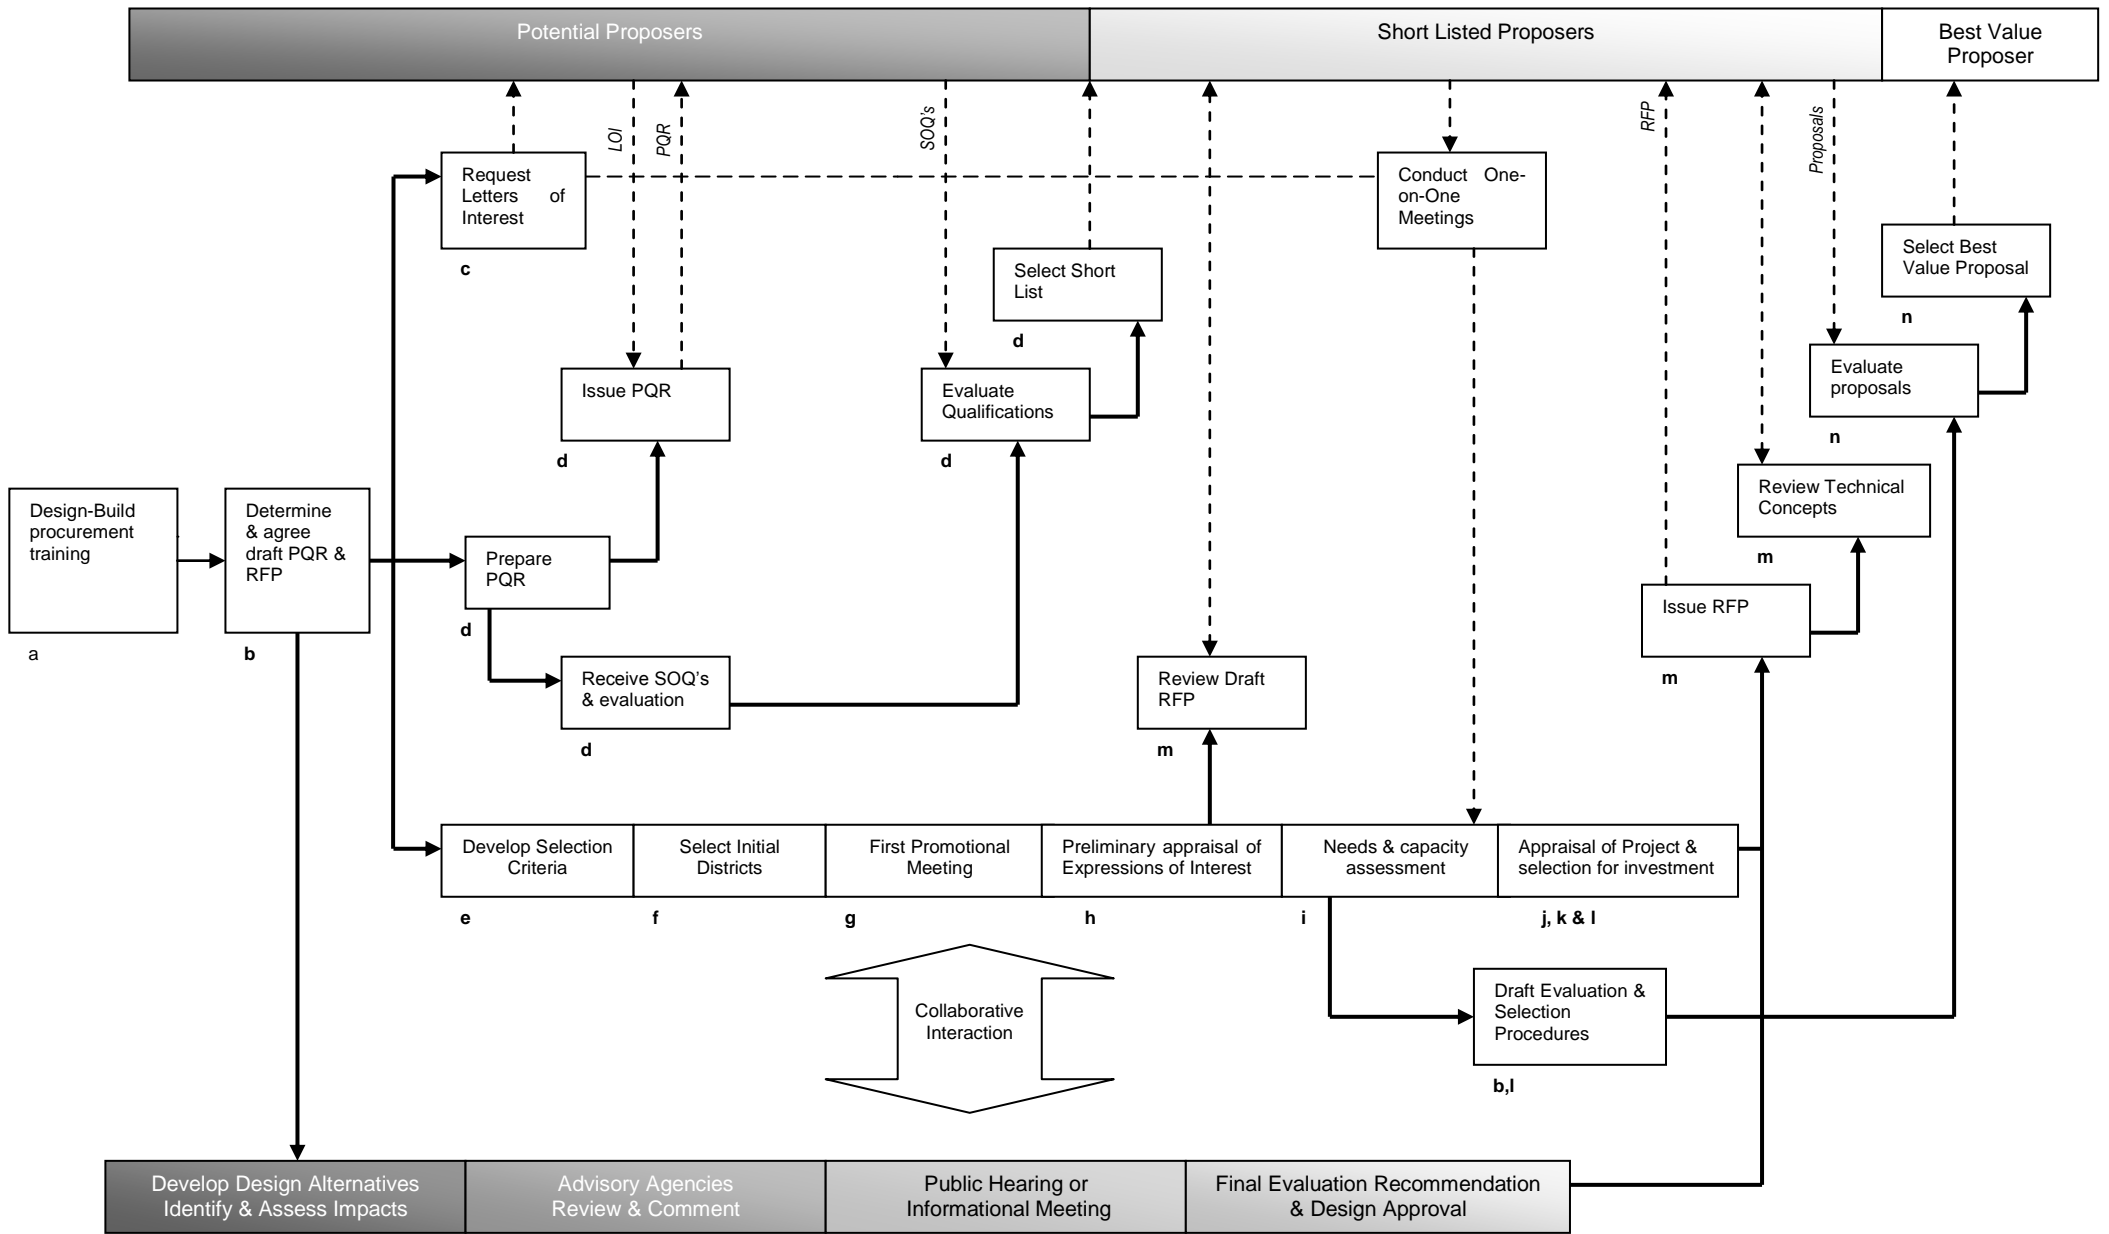 Potential Proposers
Short Listed Proposers
Best Value
Proposer
LOI
PQR
SOQ's
RFP
Proposals
Request
Letters of
Interest
c
Conduct One-
on-One
Meetings
Select Short
List
d
Select Best
Value Proposal
n
Issue PQR
d
Evaluate
Qualifications
d
Evaluate
proposals
n
Review Technical
Concepts
m
Design-Build
procurement
training
a
Determine
& agree
draft PQR &
RFP
b
Prepare
PQR
d
Issue RFP
m
Receive SOQ's
& evaluation
d
Review Draft
RFP
m
Develop Selection
Criteria
e
Select Initial
Districts
f
First Promotional
Meeting
g
Preliminary appraisal of
Expressions of Interest
h
Needs & capacity
assessment
i
Appraisal of Project &
selection for investment
j, k & l
Collaborative
Interaction
Draft Evaluation &
Selection
Procedures
b,l
Develop Design Alternatives
Identify & Assess Impacts
Advisory Agencies
Review & Comment
Public Hearing or
Informational Meeting
Final Evaluation Recommendation
& Design Approval